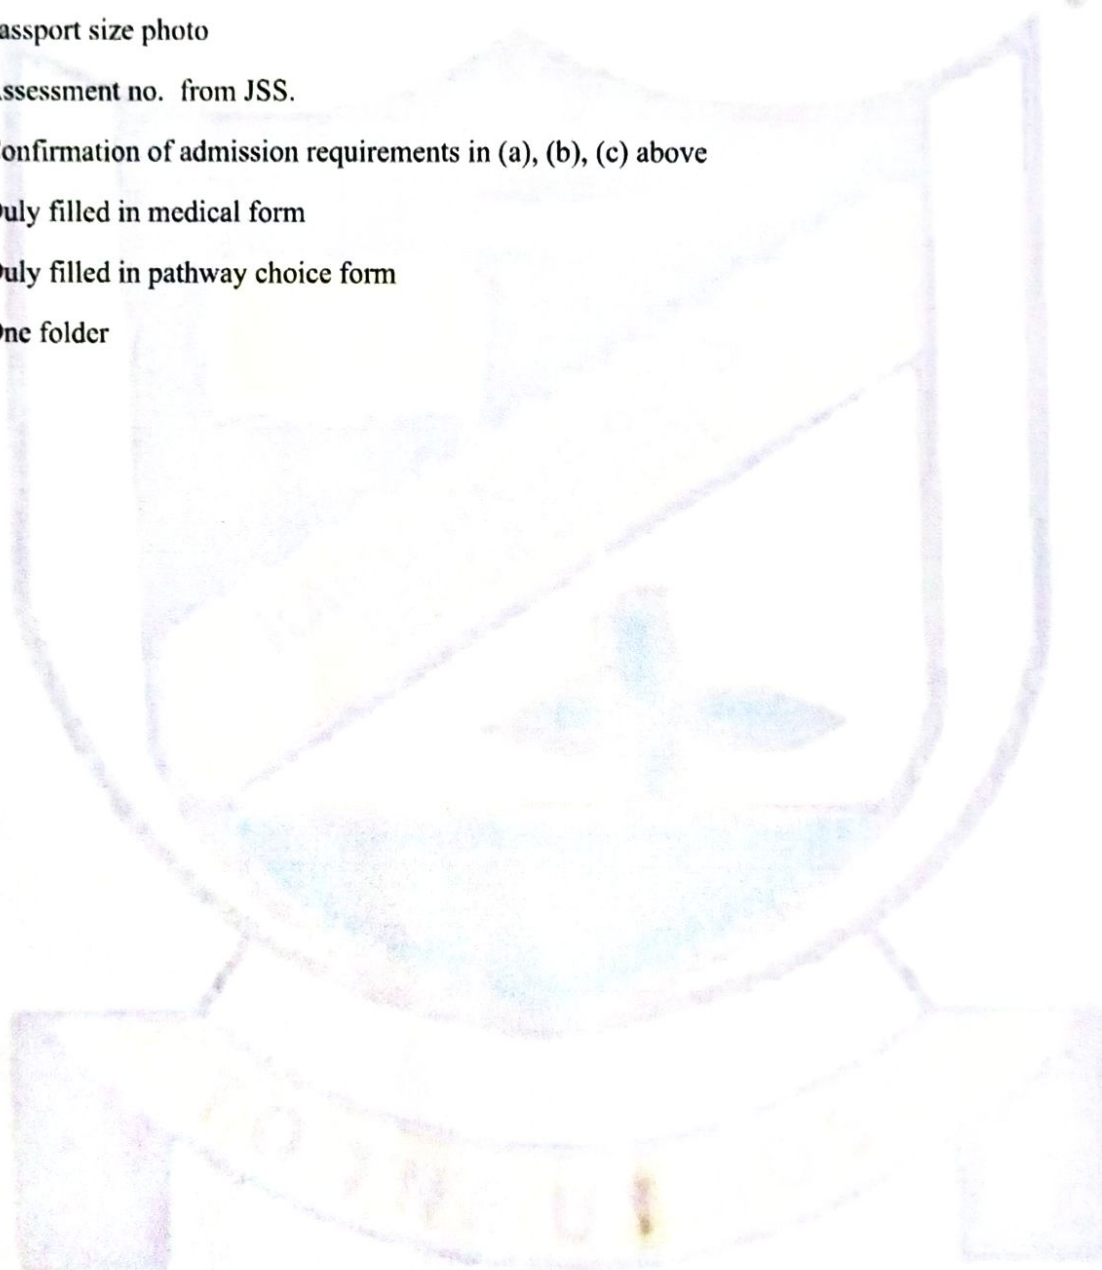 assport size photo
ssessment no. from JSS.
onfirmation of admission requirements in (a), (b), (c) above
uly filled in medical form
uly filled in pathway choice form
ne folder